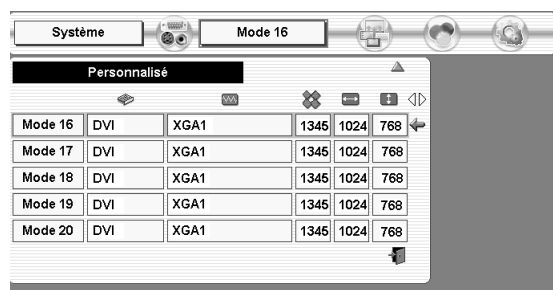 Système Mode 16
Personnalisé
Mode 16 DVI XGA1 1345 1024 768
Mode 17 DVI XGA1 1345 1024 768
Mode 18 DVI XGA1 1345 1024 768
Mode 19 DVI XGA1 1345 1024 768
Mode 20 DVI XGA1 1345 1024 768